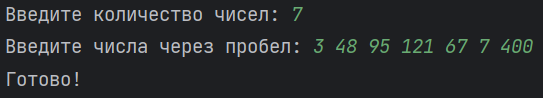 Введите количество чисел: 7
Введите числа через пробел: 3 48 95 121 67 7 400
Готово!